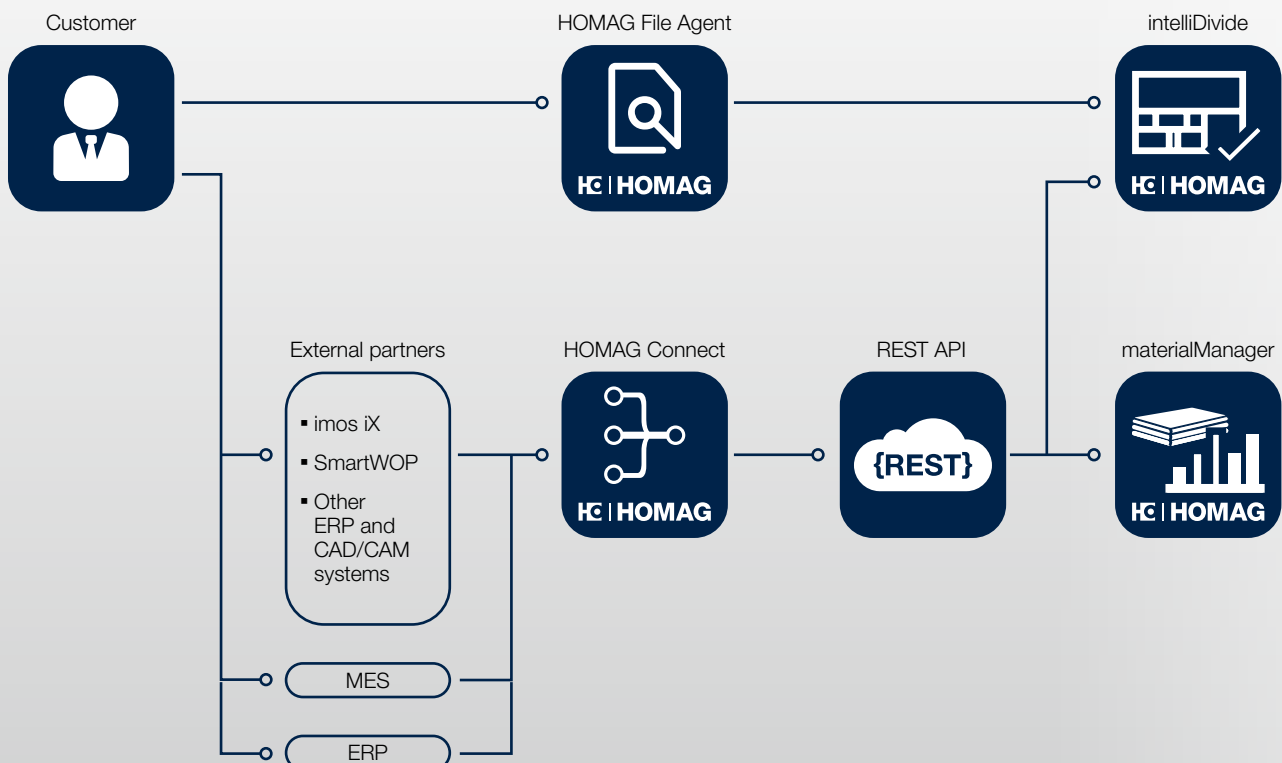 Customer
HOMAG File Agent
intelliDivide
HOMAG
HOMAG
External partners
HOMAG Connect
REST API
materialManager
▪ imos iX
▪ SmartWOP
▪ Other
ERP and
CAD/CAM
systems
{REST}
HOMAG
HOMAG
MES
ERP